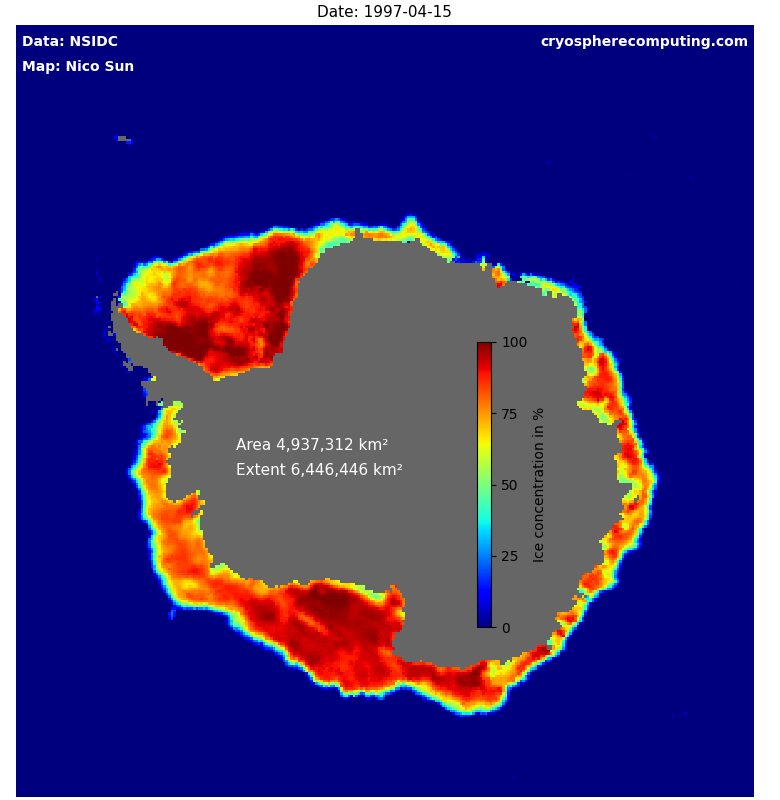 Date: 1997-04-15
Data: NSIDC
cryospherecomputing.com
Map: Nico Sun
100
75
50
25
0
Ice concentration in %
Area 4,937,312 km²
Extent 6,446,446 km²